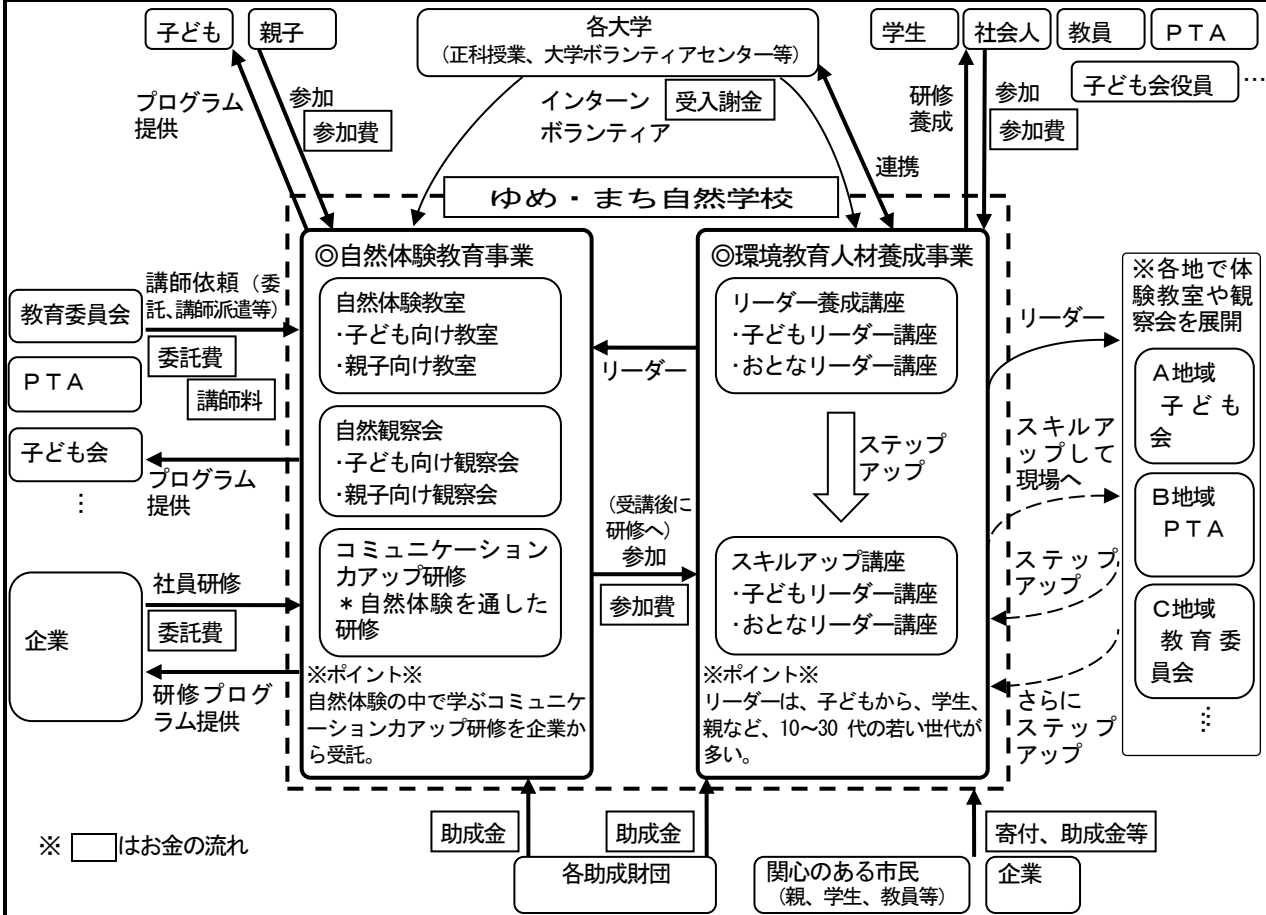 子ども
親子
各大学
(正科授業、大学ボランティアセンター等)
学生
社会人
教員
ＰＴＡ
子ども会役員
…
プログラム
提供
参加
参加費
インターン
ボランティア
受入謝金
連携
研修
養成
参加
参加費
ゆめ・まち自然学校
◎自然体験教育事業
自然体験教室
・子ども向け教室
・親子向け教室
自然観察会
・子ども向け観察会
・親子向け観察会
コミュニケーション
力アップ研修
＊自然体験を通した
研修
※ポイント※
自然体験の中で学ぶコミュニケ
ーション力アップ研修を企業か
ら受託。
◎環境教育人材養成事業
リーダー養成講座
・子どもリーダー講座
・おとなリーダー講座
ステップ
アップ
スキルアップ講座
・子どもリーダー講座
・おとなリーダー講座
※ポイント※
リーダーは、子どもから、学生、
親など、10～30 代の若い世代が
多い。
リーダー
(受講後に
研修へ)
参加
参加費
教育委員会
ＰＴＡ
子ども会
⋮
企業
講師依頼（委
託、講師派遣等）
委託費
講師料
プログラム
提供
社員研修
委託費
研修プログ
ラム提供
リーダー
スキルア
ップして
現場へ
ステップ
アップ
さらに
ステップ
アップ
※各地で体
験教室や観
察会を展開
Ａ地域
子ども
会
Ｂ地域
ＰＴＡ
Ｃ地域
教育委
員会
⋮
助成金
助成金
寄付、助成金等
各助成財団
関心のある市民
（親、学生、教員等）
企業
※ はお金の流れ